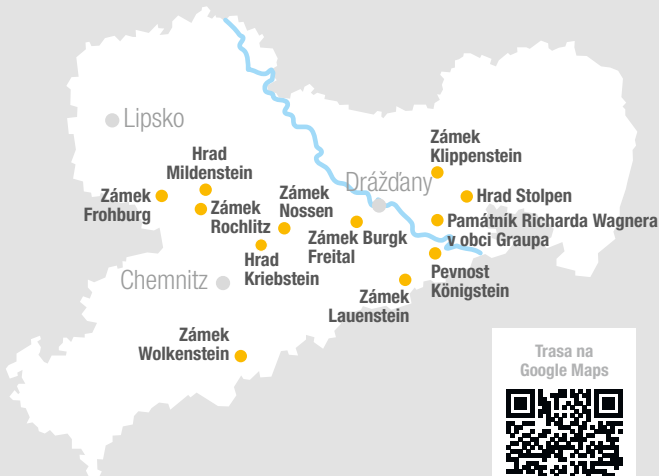 Lipsko
Zámek
Klippenstein
Hrad
Mildenstein
Drážďany
Zámek
Frohburg
Zámek
Rochlitz
Zámek
Nossen
Hrad Stolpen
Památník Richarda Wagnera
v obci Graupa
Zámek Burgk
Freital
Hrad
Kriebstein
Chemnitz
Pevnost
Königstein
Zámek
Lauenstein
Zámek
Wolkenstein
Trasa na
Google Maps